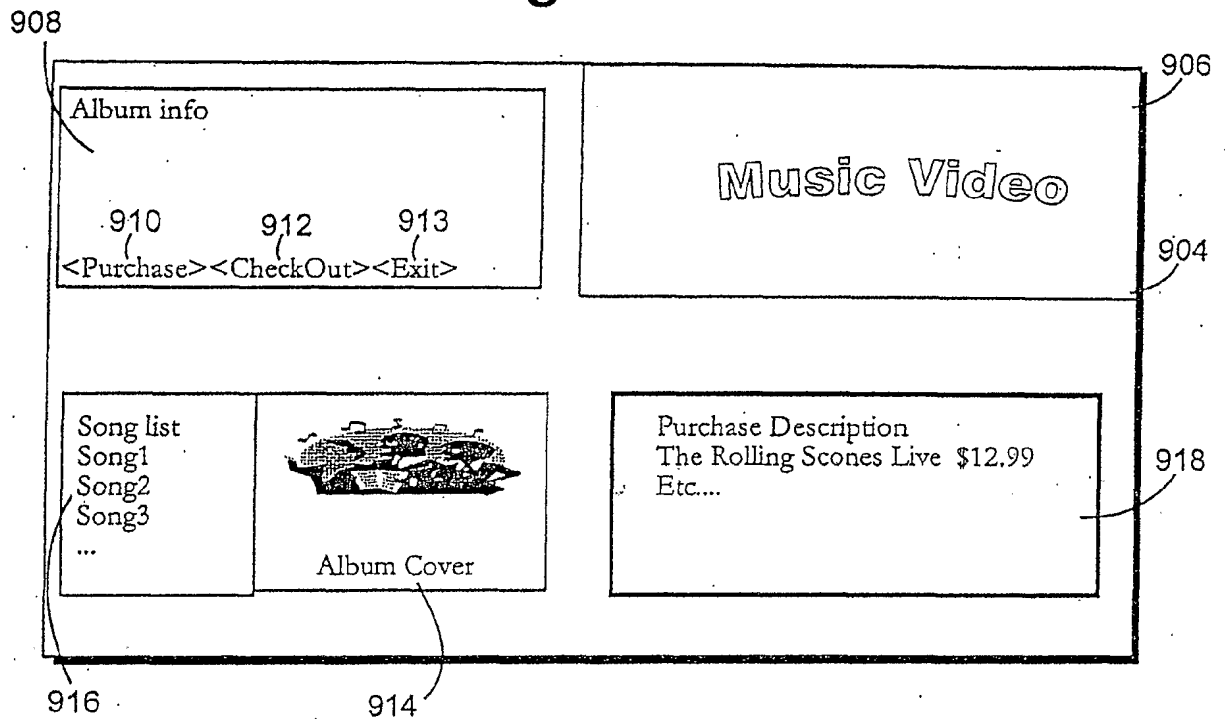 908
906
Album info
Music Video
910 912 913
<Purchase><CheckOut><Exit>
904
Song list
Song1
Song2
Song3
...
Album Cover
Purchase Description
The Rolling Scones Live $12.99
Etc....
918
916
914